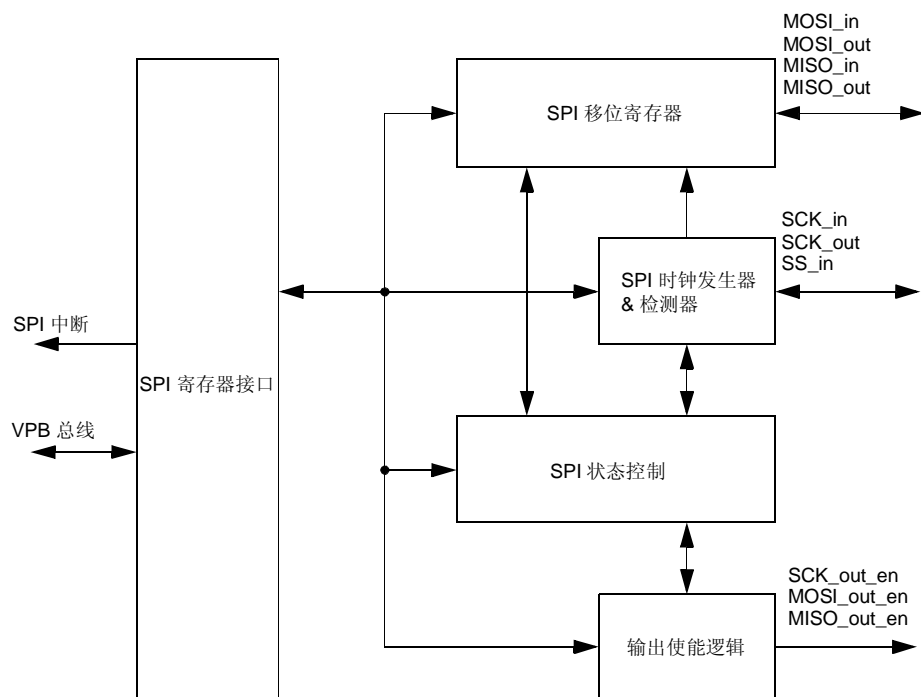 MOSI_in
MOSI_out
MISO_in
MISO_out
SPI 移位寄存器
SCK_in
SCK_out
SS_in
SPI 时钟发生器
& 检测器
SPI 中断
SPI 寄存器接口
VPB 总线
SPI 状态控制
SCK_out_en
MOSI_out_en
MISO_out_en
输出使能逻辑